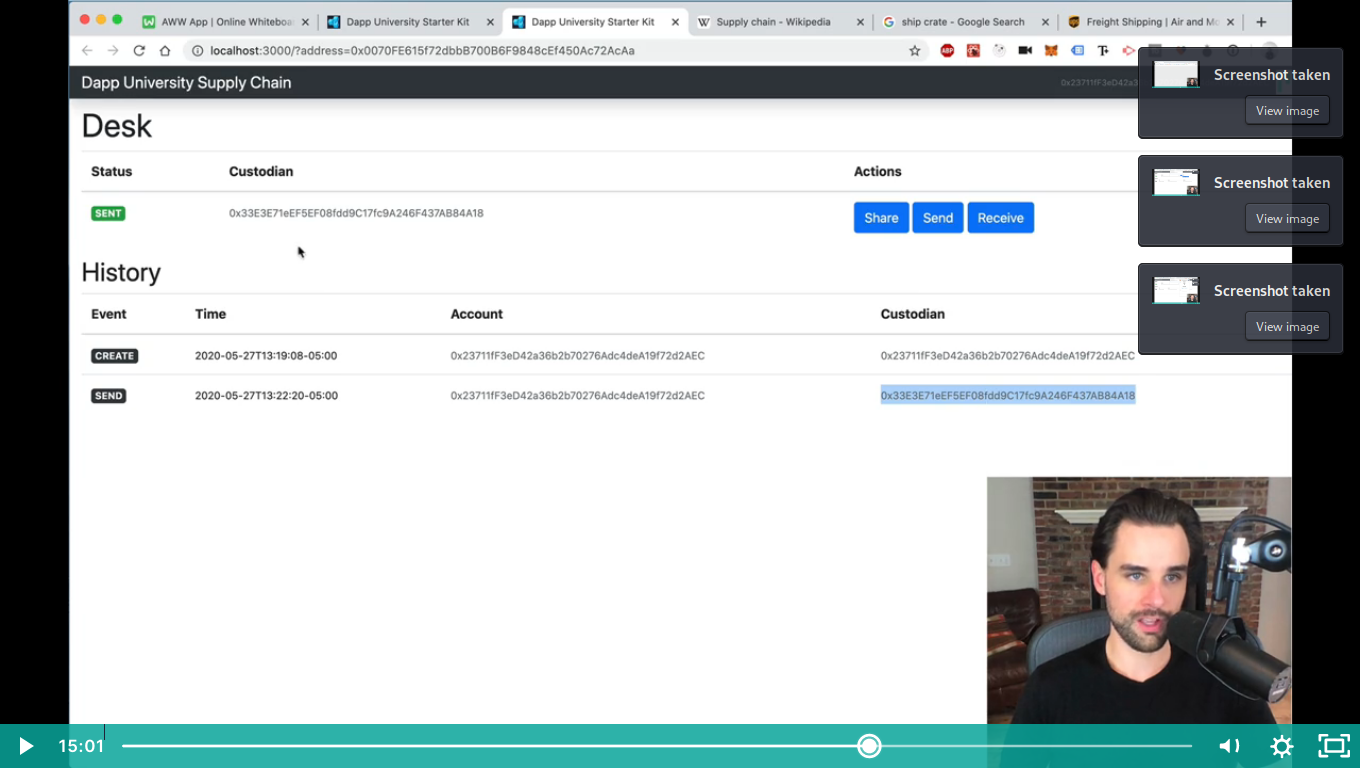 AWW App | Online Whiteboa
Dapp University Starter Kit
Dapp University Starter Kit
Supply chain - Wikipedia
ship crate - Google Search
Freight Shipping | Air and Mo
localhost:3000/?address=0x0070FE615f72dbbB700B6F9848cEf450Ac72AcAa
Dapp University Supply Chain
0x23711fF3eD42a3
Screenshot taken
View image
Screenshot taken
View image
Screenshot taken
View image
Desk
Status Custodian Actions
SENT 0x33E3E71eEF5EF08fdd9C17fc9A246F437AB84A18 Share Send Receive
History
Event Time Account Custodian
CREATE 2020-05-27T13:19:08-05:00 0x23711fF3eD42a36b2b70276Adc4deA19f72d2AEC 0x23711fF3eD42a36b2b70276Adc4deA19f72d2AEC
SEND 2020-05-27T13:22:20-05:00 0x23711fF3eD42a36b2b70276Adc4deA19f72d2AEC 0x33E3E71eEF5EF08fdd9C17fc9A246F437AB84A18
15:01